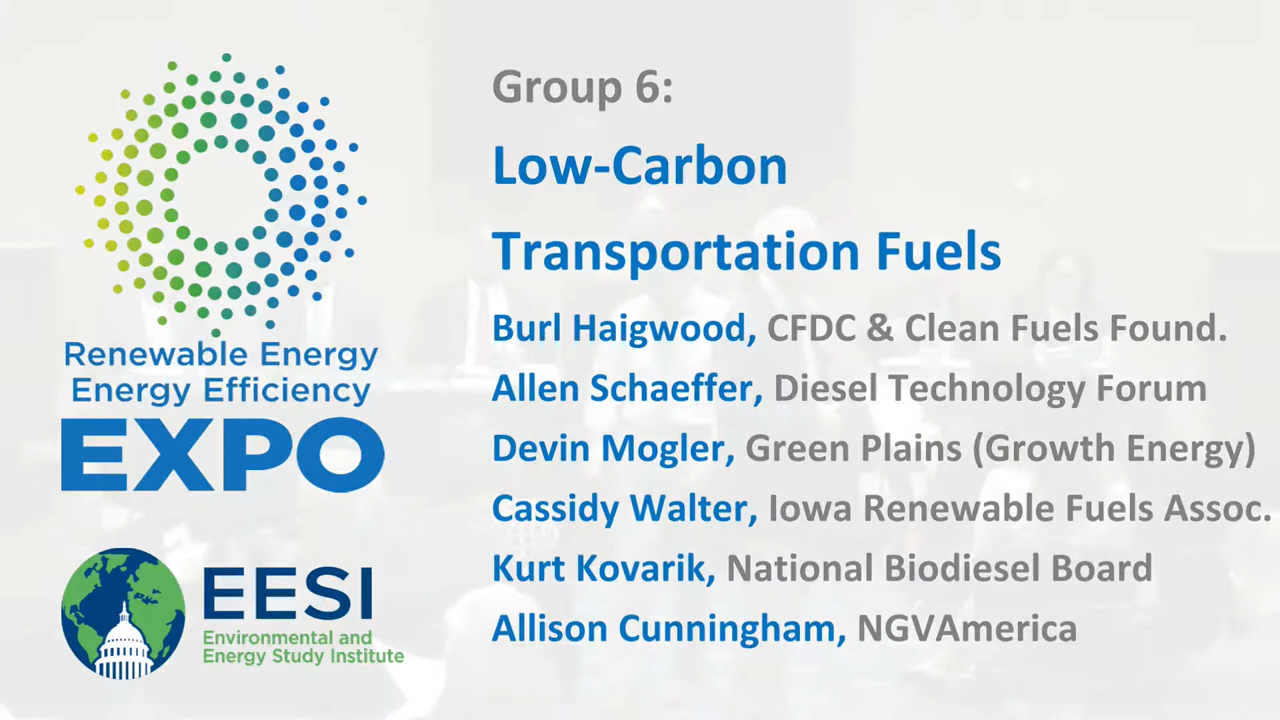 Renewable Energy
Energy Efficiency
EXPO
EESI
Environmental and
Energy Study Institute
Group 6:
Low-Carbon
Transportation Fuels
Burl Haigwood, CFDC & Clean Fuels Found.
Allen Schaeffer, Diesel Technology Forum
Devin Mogler, Green Plains (Growth Energy)
Cassidy Walter, Iowa Renewable Fuels Assoc.
Kurt Kovarik, National Biodiesel Board
Allison Cunningham, NGVAmerica